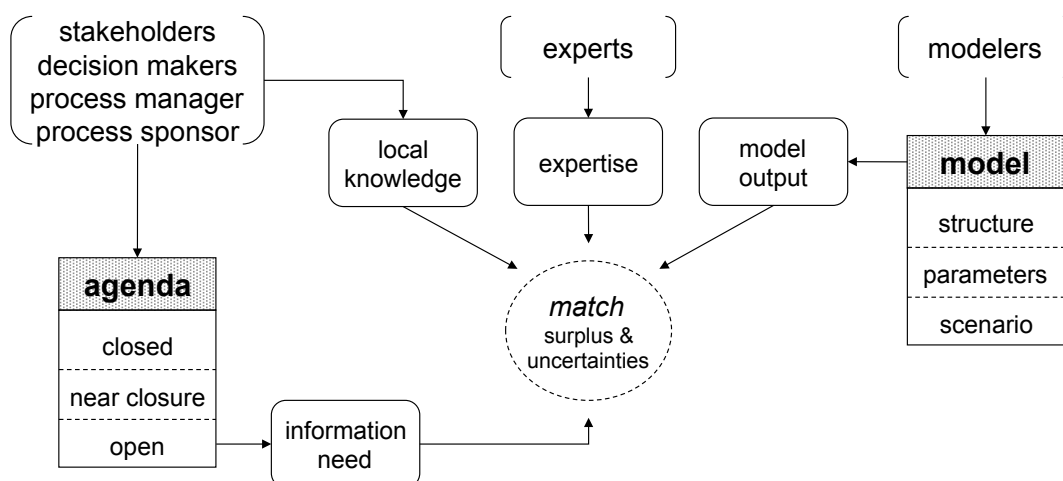 stakeholders
decision makers
process manager
process sponsor
experts
modelers
local
knowledge
expertise
model
output
model
structure
parameters
scenario
agenda
closed
near closure
open
match
surplus &
uncertainties
information
need